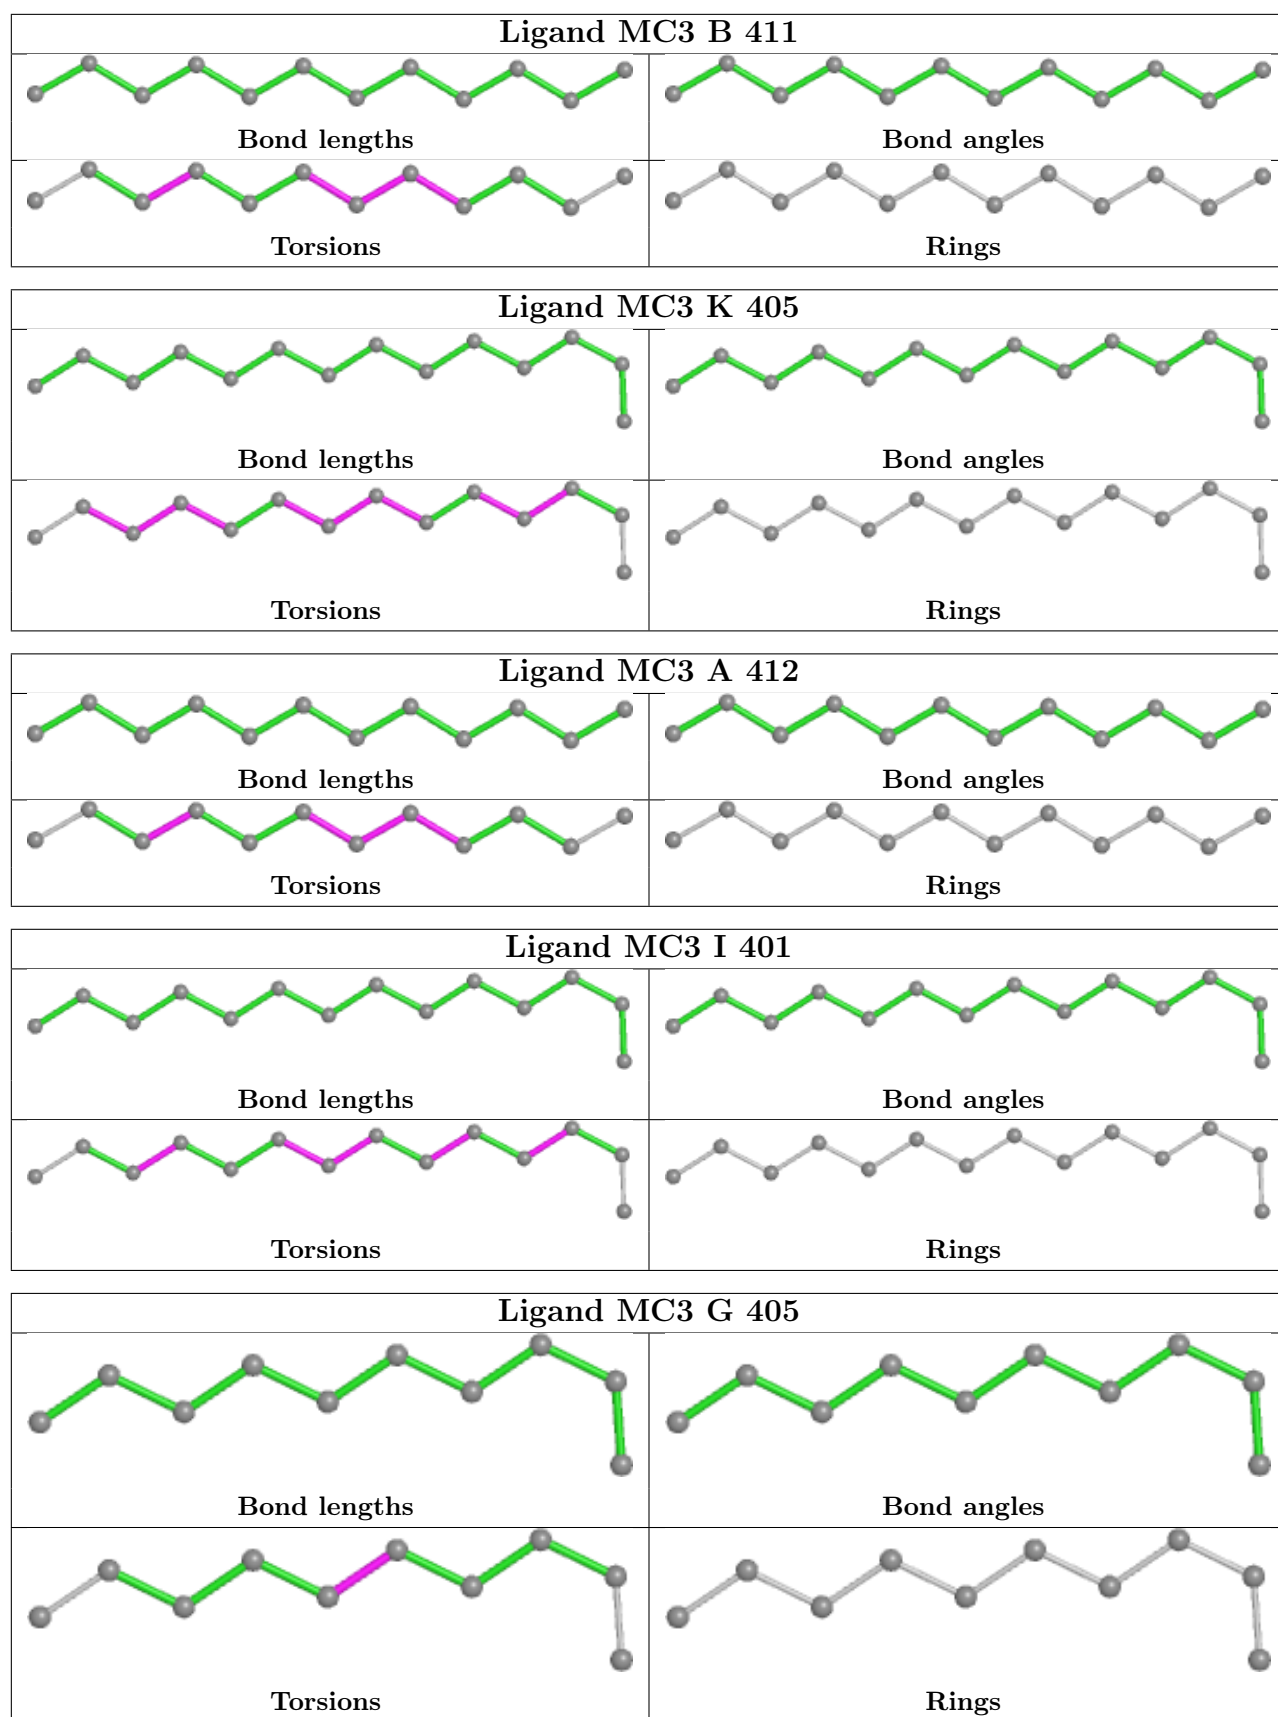 Ligand MC3 B 411
Bond lengths
Bond angles
Torsions
Rings
Ligand MC3 K 405
Bond lengths
Bond angles
Torsions
Rings
Ligand MC3 A 412
Bond lengths
Bond angles
Torsions
Rings
Ligand MC3 I 401
Bond lengths
Bond angles
Torsions
Rings
Ligand MC3 G 405
Bond lengths
Bond angles
Torsions
Rings